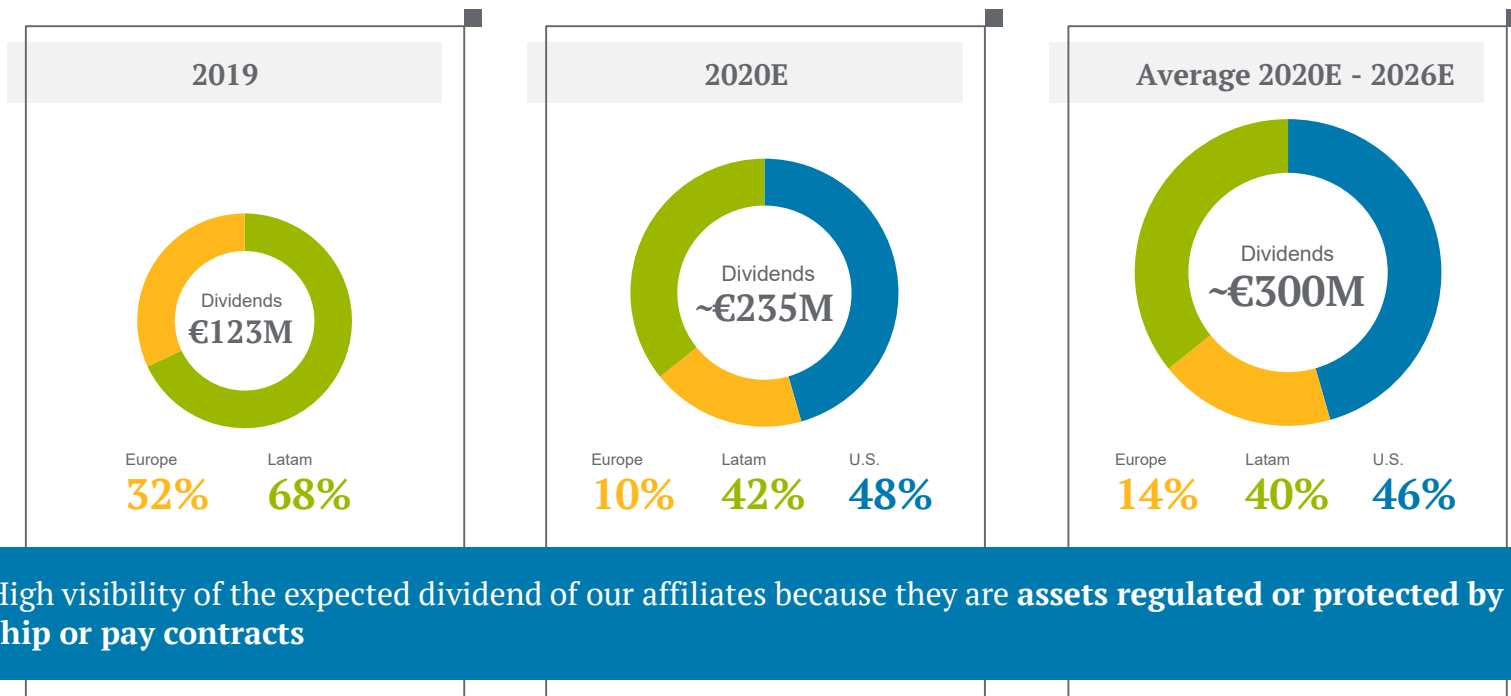 2019
Dividends
€123M
Europe
Latam
32%
68%
2020E
Dividends
~€235M
Europe
Latam
U.S.
10%
42%
48%
Average 2020E - 2026E
Dividends
~€300M
Europe
Latam
U.S.
14%
40%
46%
High visibility of the expected dividend of our affiliates because they are assets regulated or protected by
hip or pay contracts